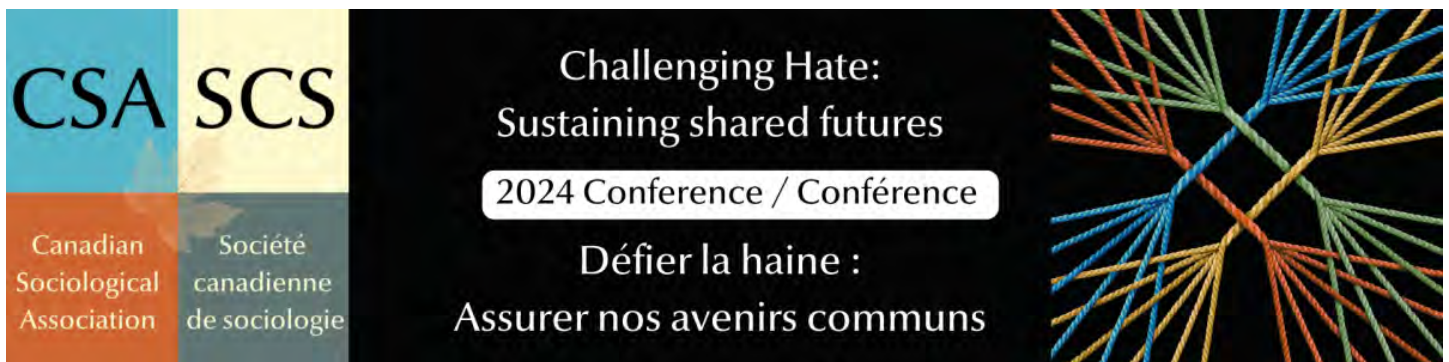 CSA
SCS
Canadian
Sociological
Association
Société
canadienne
de sociologie
Challenging Hate:
Sustaining shared futures
2024 Conference / Conférence
Défier la haine :
Assurer nos avenirs communs